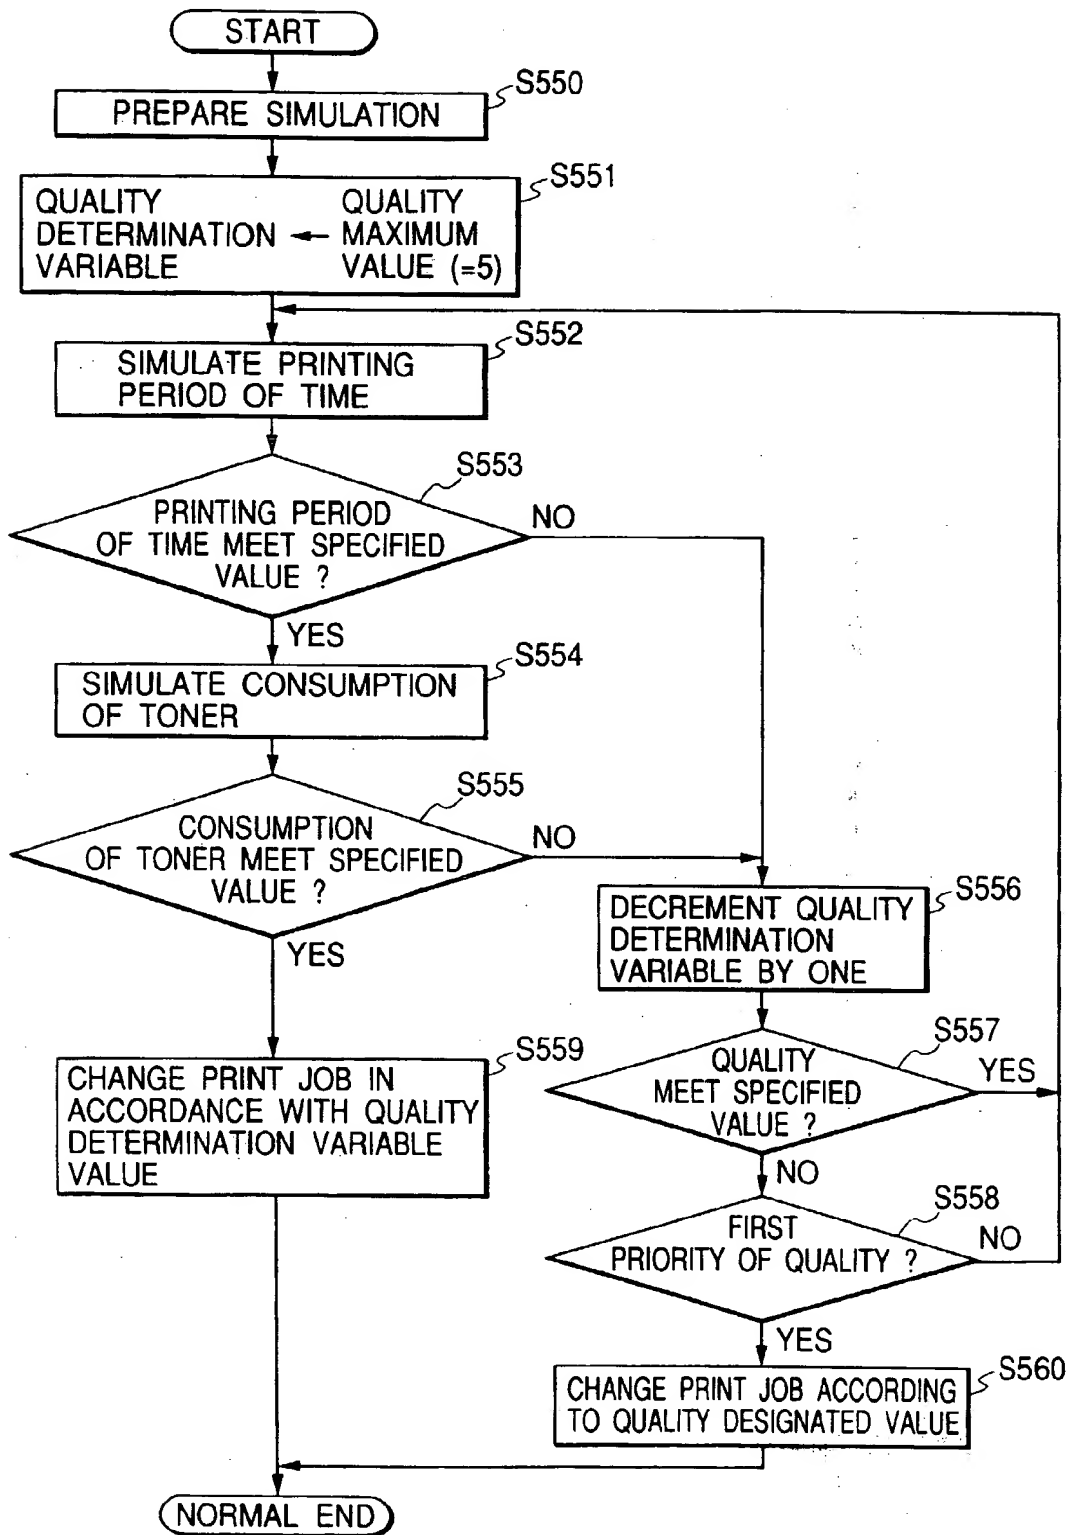 START
S550
PREPARE SIMULATION
S551
QUALITY DETERMINATION VARIABLE ← QUALITY MAXIMUM VALUE (=5)
S552
SIMULATE PRINTING
PERIOD OF TIME
S553
PRINTING PERIOD
OF TIME MEET SPECIFIED
VALUE ?
NO
YES
S554
SIMULATE CONSUMPTION
OF TONER
S555
CONSUMPTION
OF TONER MEET SPECIFIED
VALUE ?
NO
YES
S556
DECREMENT QUALITY
DETERMINATION
VARIABLE BY ONE
S557
QUALITY
MEET SPECIFIED
VALUE ?
YES
NO
S558
FIRST
PRIORITY OF QUALITY ?
NO
YES
S559
CHANGE PRINT JOB IN
ACCORDANCE WITH QUALITY
DETERMINATION VARIABLE
VALUE
S560
CHANGE PRINT JOB ACCORDING
TO QUALITY DESIGNATED VALUE
NORMAL END